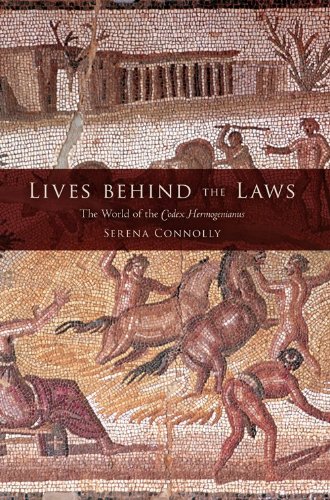 LIVES BEHIND THE LAWS
The World of the Codex Hermogenianus
SERENA CONNOLLY